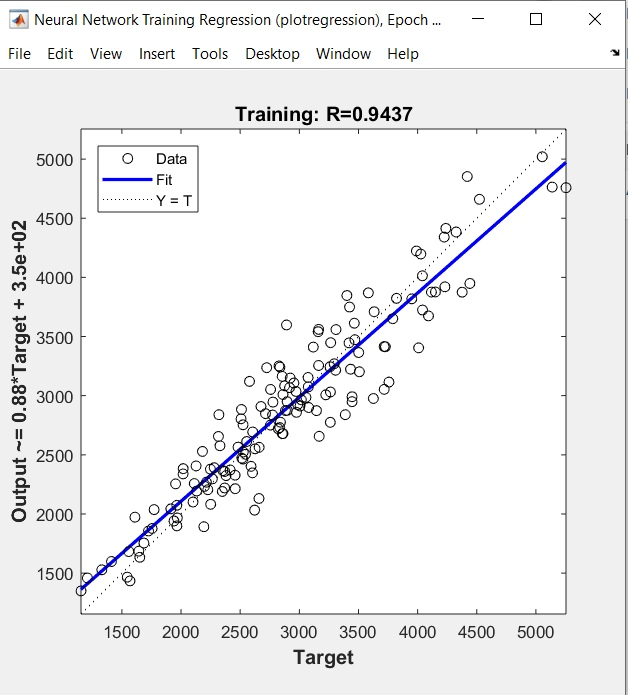 Neural Network Training Regression (plotregression), Epoch ...
File Edit View Insert Tools Desktop Window Help
Training: R=0.9437
Data
Fit
Y = T
5000
4500
4000
3500
3000
2500
2000
1500
Output ~= 0.88*Target + 3.5e+02
1500 2000 2500 3000 3500 4000 4500 5000
Target